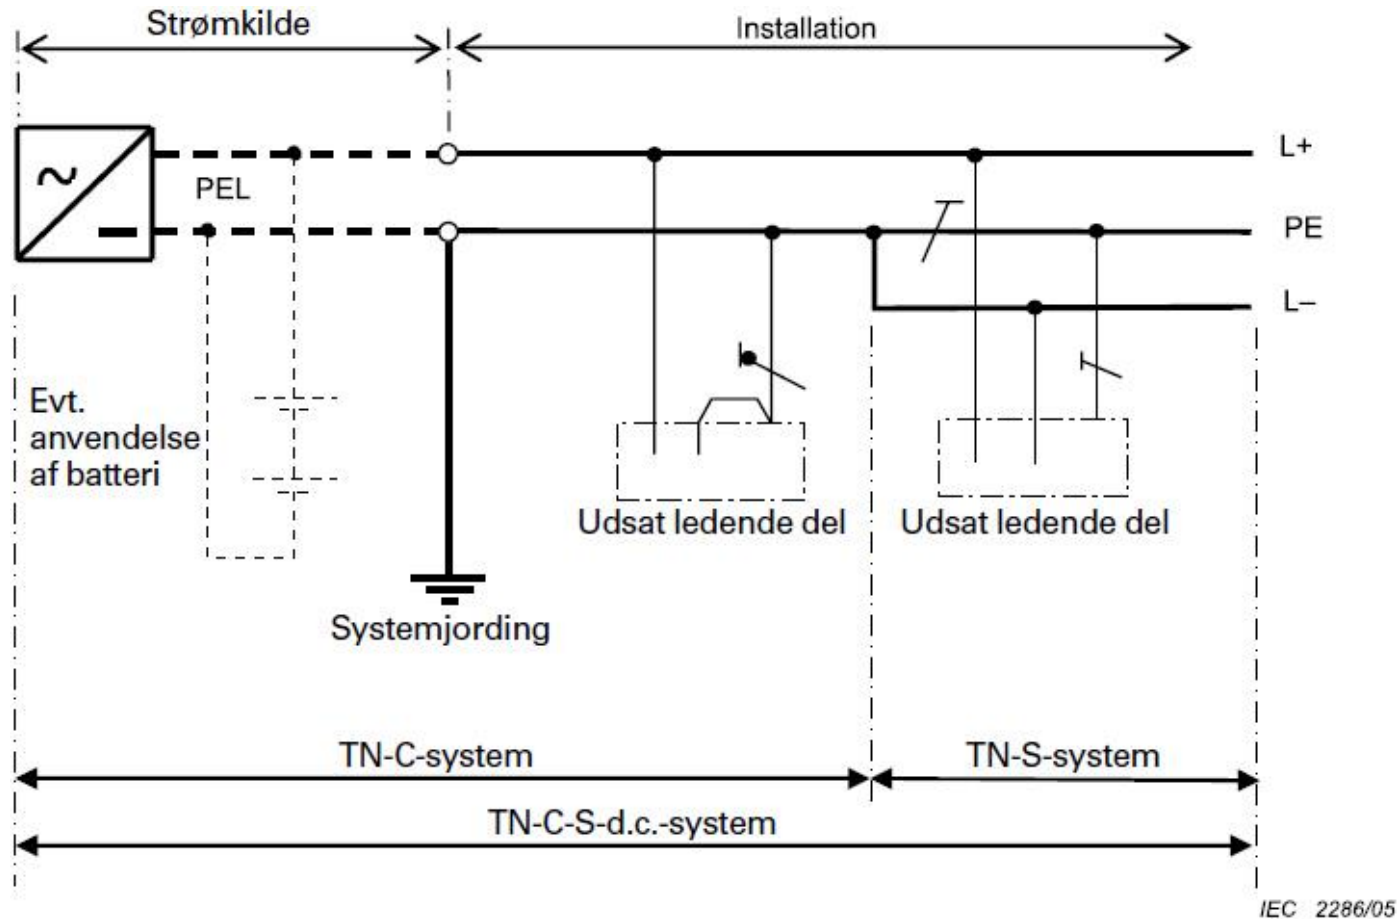 Strømkilde
Installation
L+
PEL
PE
L–
Evt.
anvendelse
af batteri
Udsat ledende del
Udsat ledende del
Systemjording
TN-C-system
TN-S-system
TN-C-S-d.c.-system
IEC 2286/05